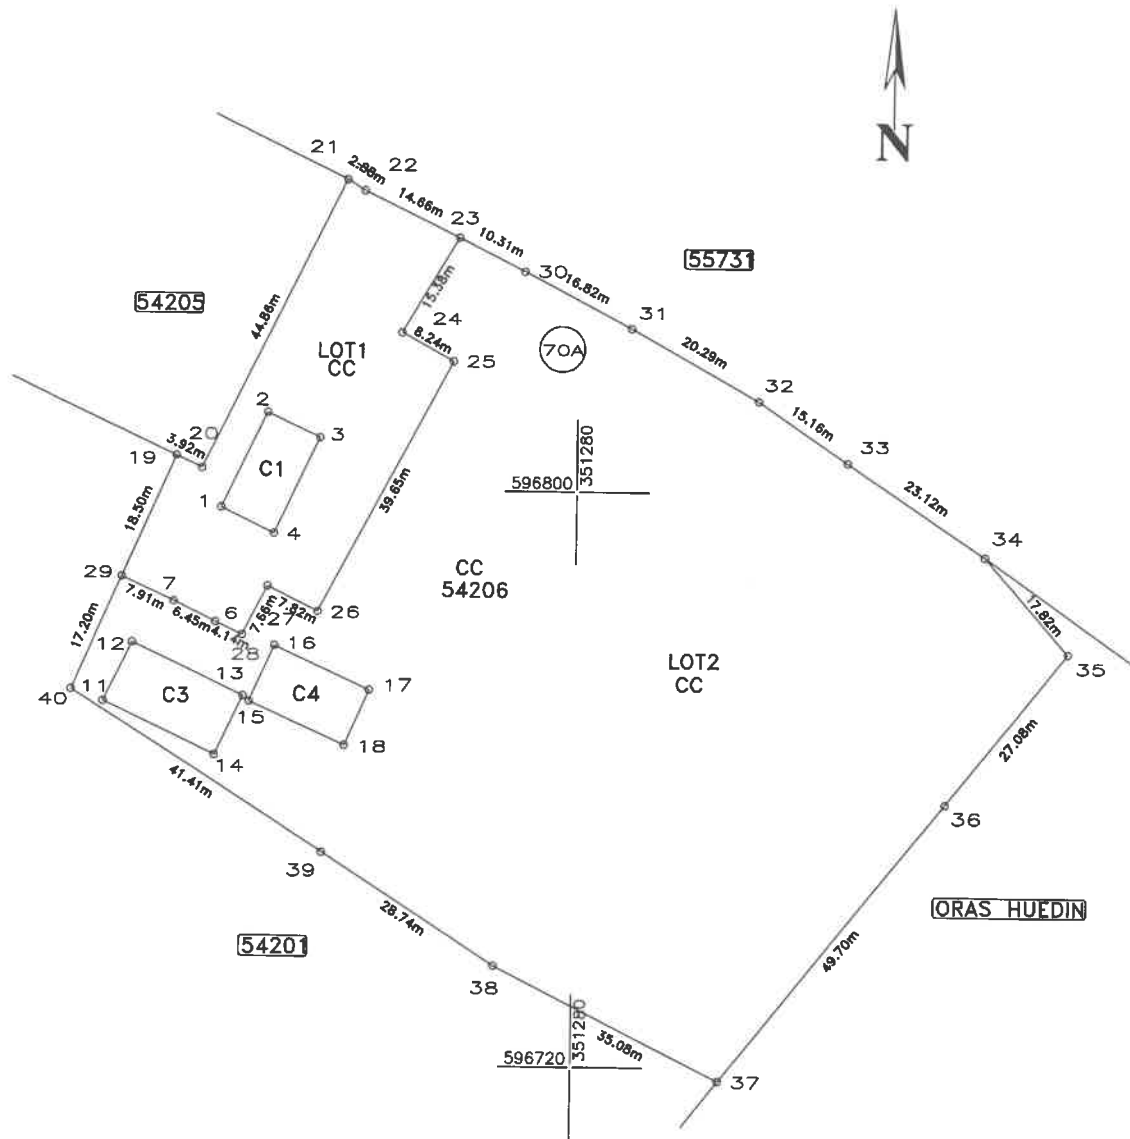 N
21
2.88m
22
14.66m
23
10.31m
30
16.82m
55731
54205
15.38m
44.86m
24
8.24m
31
LOT1
CC
70A
25
20.29m
32
2
20
3
15.16m
3.92m
19
33
C1
351280
596800
39.65m
23.12m
18.50m
1
4
34
29
CC
54206
7
7.91m
6.45m
6
4.14m
7.66m
7.82m
26
27
28
17.82m
17.20m
12
16
LOT2
CC
35
13
17
40
11
C3
15
C4
27.08m
18
14
41.41m
36
39
28.74m
ORAS HUEDIN
54201
49.70m
38
351280
35.08m
596720
37